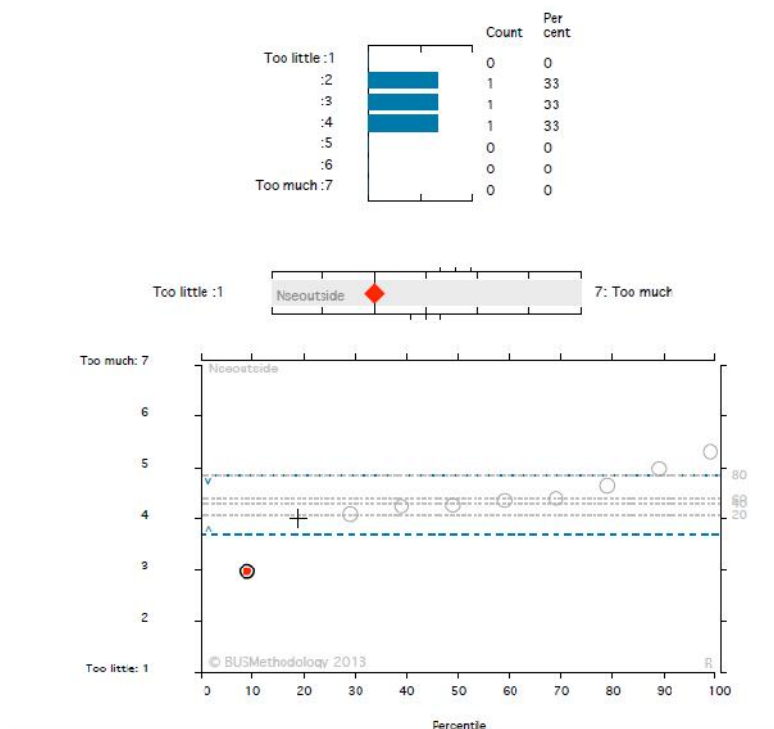 Count Per cent
Too little :1 0 0
:2 1 33
:3 1 33
:4 1 33
:5 0 0
:6 0 0
Too much :7 0 0
Too little :1 Nseoutside 7: Too much
Too much: 7
Nseoutside
6
5
80
60
40
20
4
3
2
© BUSMethodology 2013 R
Too little: 1
0 10 20 30 40 50 60 70 80 90 100
Percentile